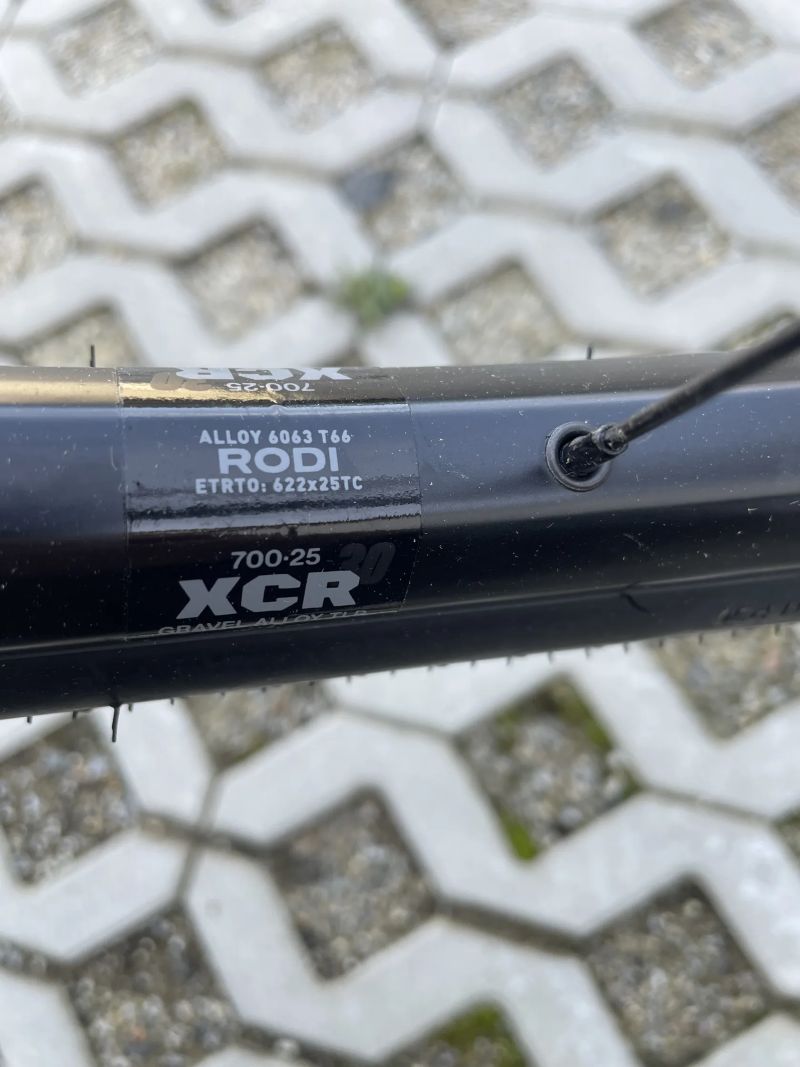 XCR
700-25
ALLOY 6063 T66
RODI
ETRTO: 622x25TC
700·25
30
XCR
GRAVEL ALLOY TLR